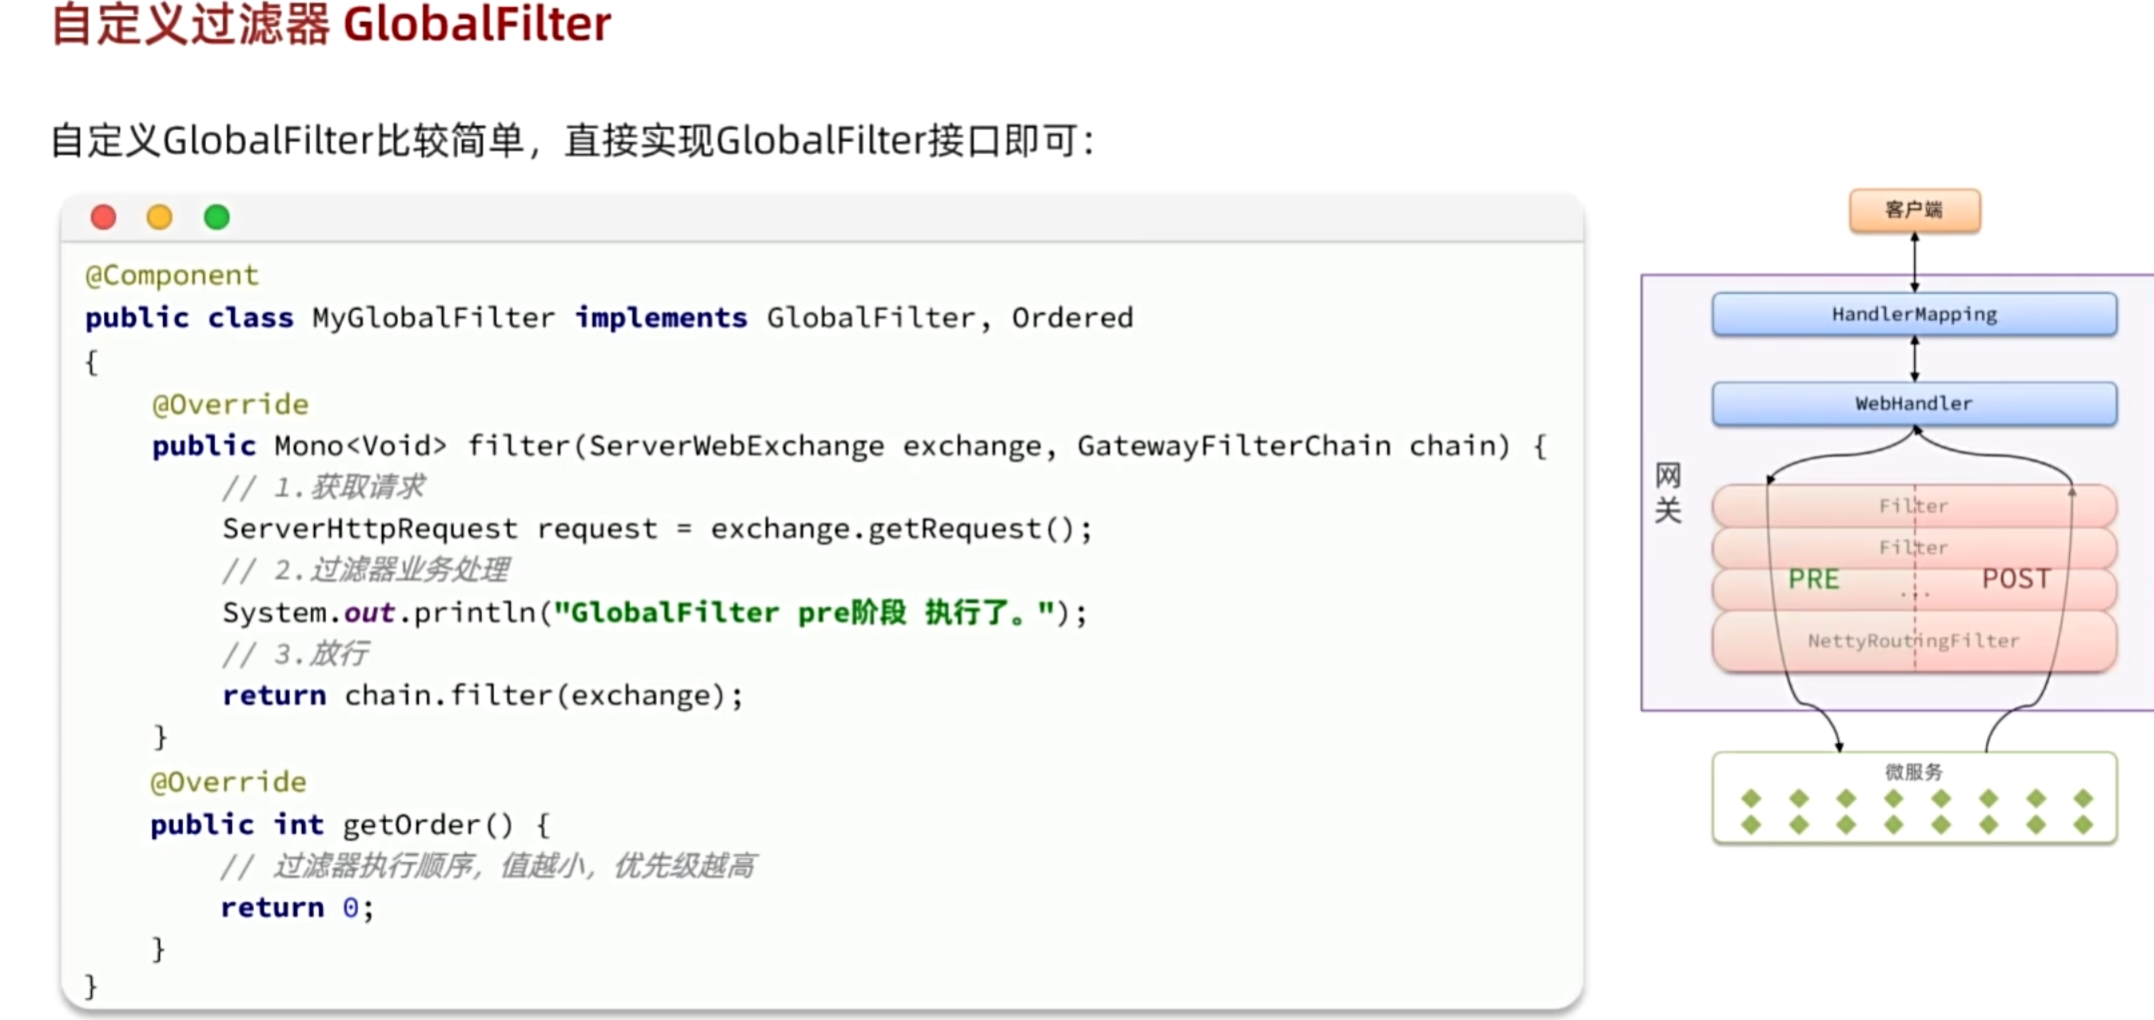 自定义过滤器 GlobalFilter
自定义GlobalFilter比较简单，直接实现GlobalFilter接口即可：
@Component
public class MyGlobalFilter implements GlobalFilter, Ordered
{
@Override
public Mono<Void> filter(ServerWebExchange exchange, GatewayFilterChain chain) {
// 1.获取请求
ServerHttpRequest request = exchange.getRequest();
// 2.过滤器业务处理
System.out.println("GlobalFilter pre阶段 执行了。");
// 3.放行
return chain.filter(exchange);
}
@Override
public int getOrder() {
// 过滤器执行顺序，值越小，优先级越高
return 0;
}
}
客户端
HandlerMapping
WebHandler
网关
Filter
Filter
PRE
...
POST
NettyRoutingFilter
微服务